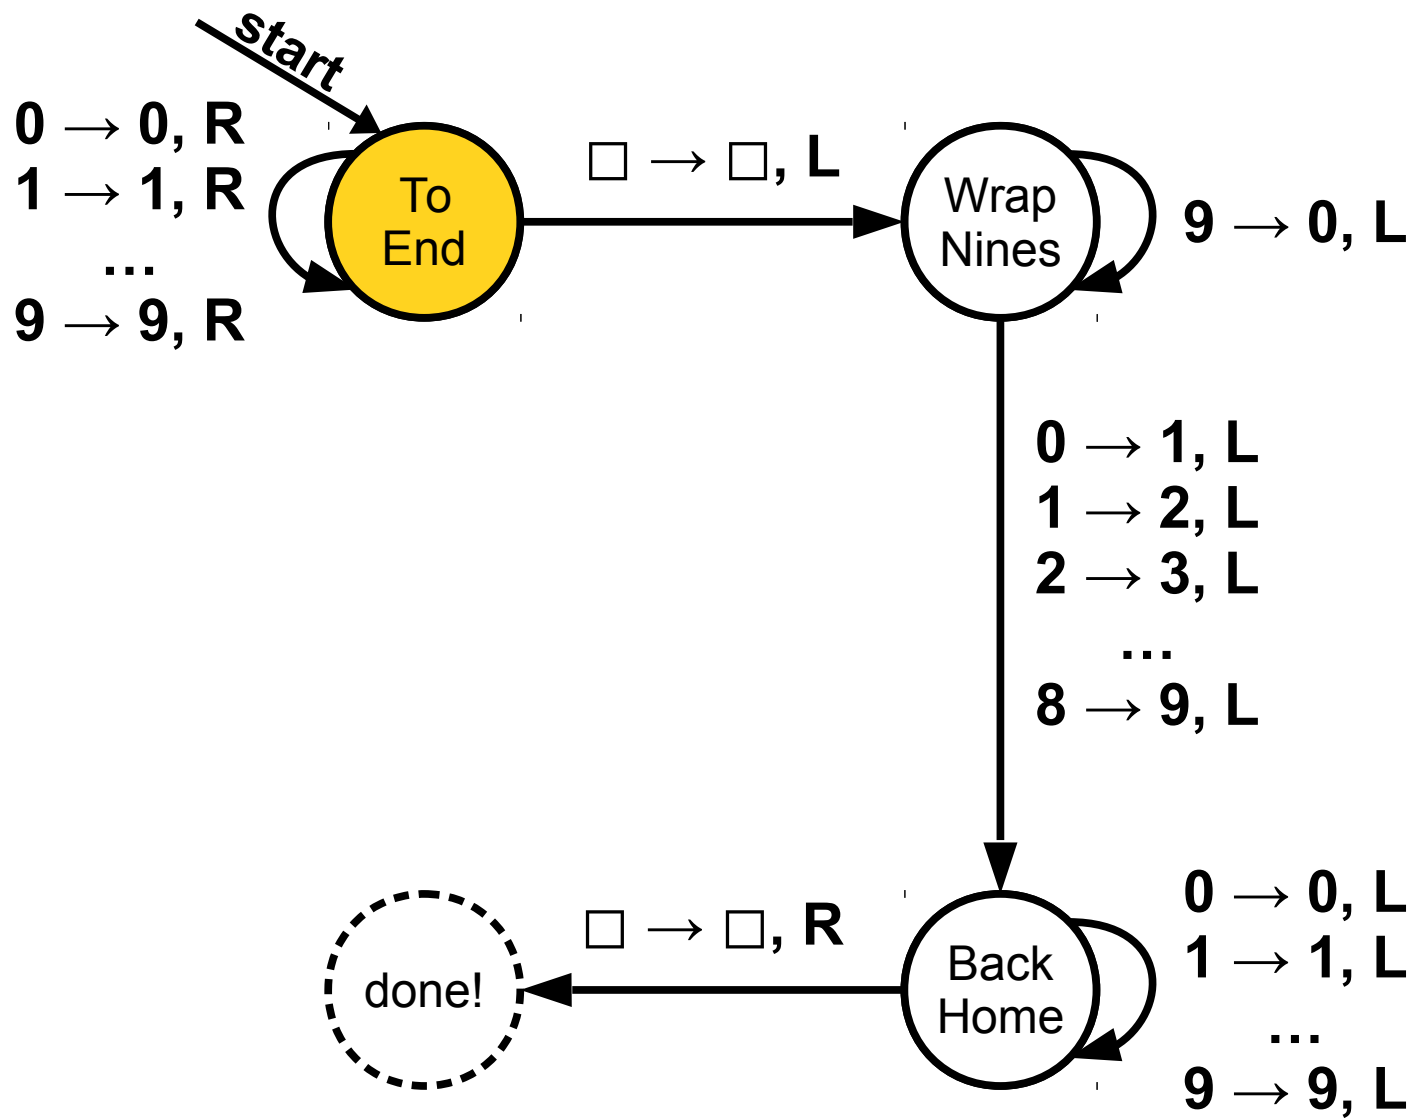 start
0 → 0, R
1 → 1, R
...
9 → 9, R
To
End
□ → □, L
Wrap
Nines
9 → 0, L
0 → 1, L
1 → 2, L
2 → 3, L
...
8 → 9, L
Back
Home
0 → 0, L
1 → 1, L
...
9 → 9, L
□ → □, R
done!